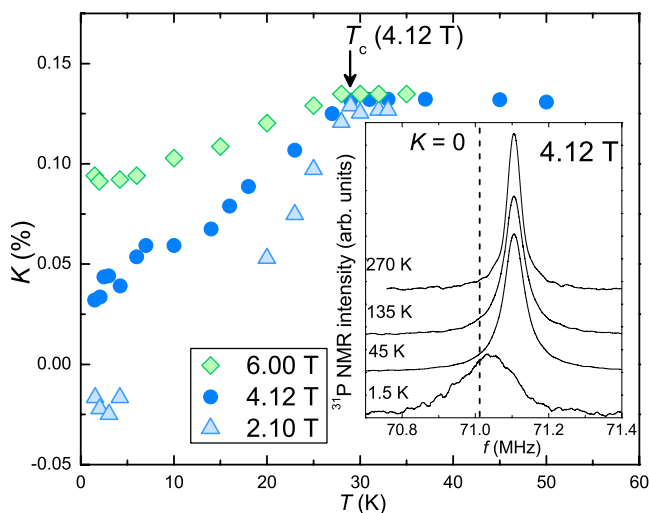 T_c (4.12 T)
0.15
0.10
0.05
0.00
-0.05
K (%)
0 10 20 30 40 50 60
T (K)
6.00 T
4.12 T
2.10 T
K = 0
4.12 T
270 K
135 K
45 K
1.5 K
³¹P NMR intensity (arb. units)
70.8 71.0 71.2 71.4
f (MHz)